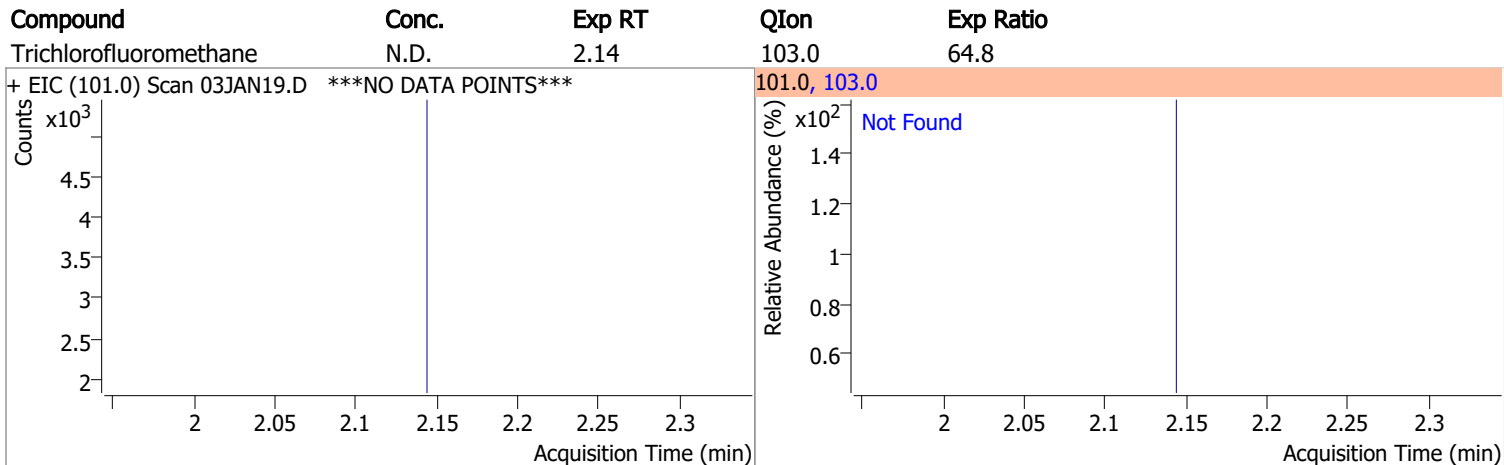 Compound Conc. Exp RT QIon Exp Ratio
Trichlorofluoromethane N.D. 2.14 103.0 64.8
+ EIC (101.0) Scan 03JAN19.D ***NO DATA POINTS***
Counts
x10³
4.5
4
3.5
3
2.5
2
2 2.05 2.1 2.15 2.2 2.25 2.3
Acquisition Time (min)
101.0, 103.0
Relative Abundance (%)
x10²
Not Found
1.4
1.2
1
0.8
0.6
2 2.05 2.1 2.15 2.2 2.25 2.3
Acquisition Time (min)